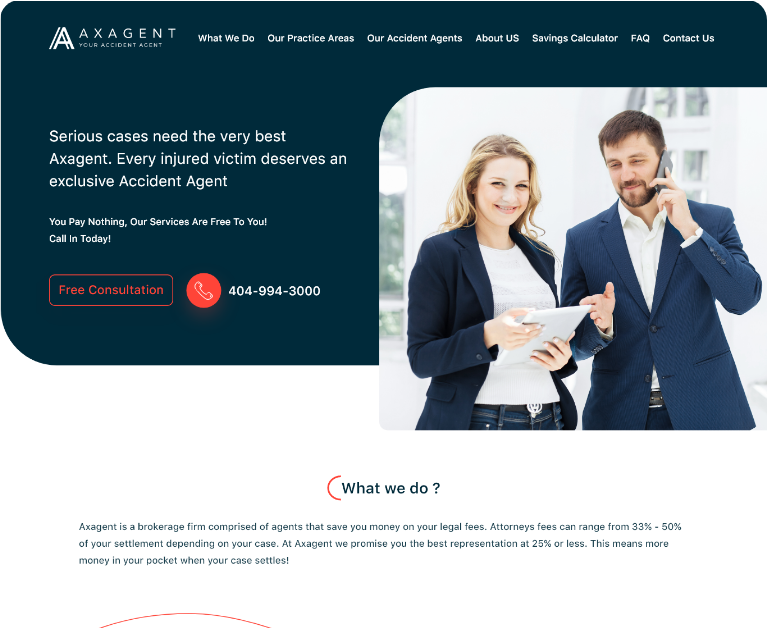 AXAGENT
YOUR ACCIDENT AGENT
What We Do Our Practice Areas Our Accident Agents About US Savings Calculator FAQ Contact Us
Serious cases need the very best
Axagent. Every injured victim deserves an
exclusive Accident Agent
You Pay Nothing, Our Services Are Free To You!
Call In Today!
Free Consultation
404-994-3000
What we do ?
Axagent is a brokerage firm comprised of agents that save you money on your legal fees. Attorneys fees can range from 33% - 50%
of your settlement depending on your case. At Axagent we promise you the best representation at 25% or less. This means more
money in your pocket when your case settles!